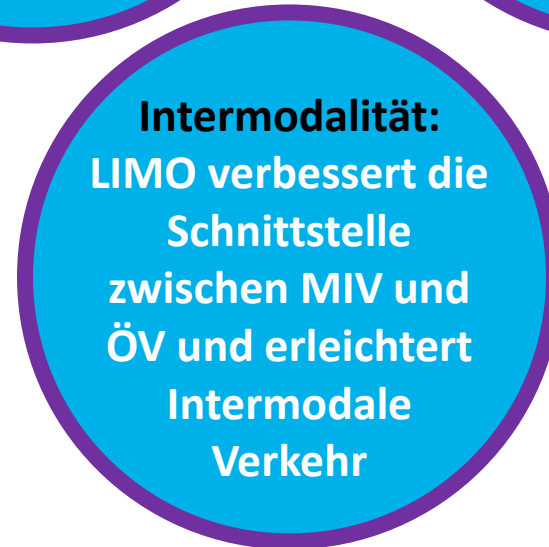 Intermodalität:
LIMO verbessert die
Schnittstelle
zwischen MIV und
ÖV und erleichtert
Intermodale
Verkehr